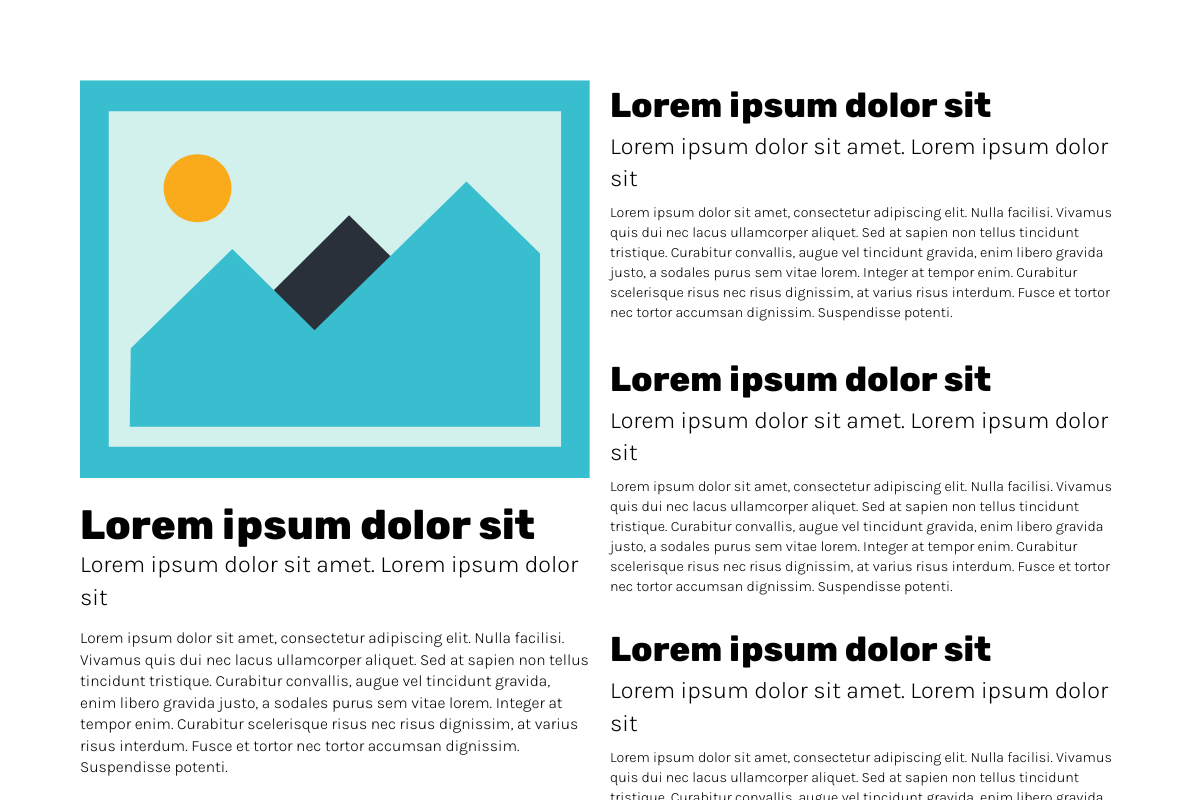 Lorem ipsum dolor sit
Lorem ipsum dolor sit amet. Lorem ipsum dolor
sit
Lorem ipsum dolor sit amet, consectetur adipiscing elit. Nulla facilisi.
Vivamus quis dui nec lacus ullamcorper aliquet. Sed at sapien non tellus
tincidunt tristique. Curabitur convallis, augue vel tincidunt gravida,
enim libero gravida justo, a sodales purus sem vitae lorem. Integer at
tempor enim. Curabitur scelerisque risus nec risus dignissim, at varius
risus interdum. Fusce et tortor nec tortor accumsan dignissim.
Suspendisse potenti.
Lorem ipsum dolor sit
Lorem ipsum dolor sit amet. Lorem ipsum dolor
sit
Lorem ipsum dolor sit amet, consectetur adipiscing elit. Nulla facilisi. Vivamus
quis dui nec lacus ullamcorper aliquet. Sed at sapien non tellus tincidunt
tristique. Curabitur convallis, augue vel tincidunt gravida, enim libero gravida
justo, a sodales purus sem vitae lorem. Integer at tempor enim. Curabitur
scelerisque risus nec risus dignissim, at varius risus interdum. Fusce et tortor
nec tortor accumsan dignissim. Suspendisse potenti.
Lorem ipsum dolor sit
Lorem ipsum dolor sit amet. Lorem ipsum dolor
sit
Lorem ipsum dolor sit amet, consectetur adipiscing elit. Nulla facilisi. Vivamus
quis dui nec lacus ullamcorper aliquet. Sed at sapien non tellus tincidunt
tristique. Curabitur convallis, augue vel tincidunt gravida, enim libero gravida
justo, a sodales purus sem vitae lorem. Integer at tempor enim. Curabitur
scelerisque risus nec risus dignissim, at varius risus interdum. Fusce et tortor
nec tortor accumsan dignissim. Suspendisse potenti.
Lorem ipsum dolor sit
Lorem ipsum dolor sit amet. Lorem ipsum dolor
sit
Lorem ipsum dolor sit amet, consectetur adipiscing elit. Nulla facilisi. Vivamus
quis dui nec lacus ullamcorper aliquet. Sed at sapien non tellus tincidunt
tristique. Curabitur convallis, augue vel tincidunt gravida, enim libero gravida